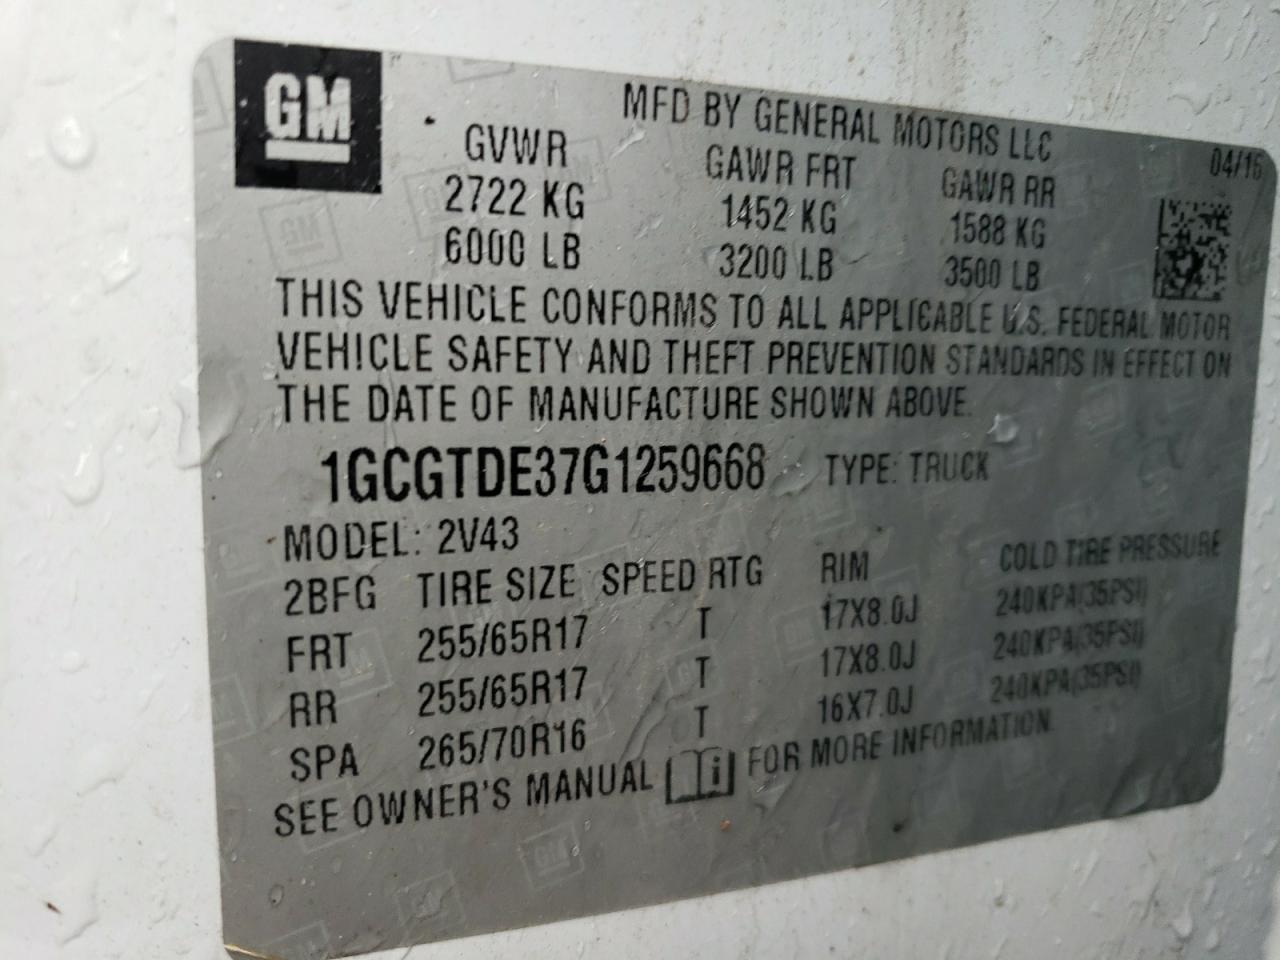 GM
MFD BY GENERAL MOTORS LLC
04/16
GVWR GAWR FRT GAWR RR
2722 KG 1452 KG 1588 KG
6000 LB 3200 LB 3500 LB
THIS VEHICLE CONFORMS TO ALL APPLICABLE U.S. FEDERAL MOTOR
VEHICLE SAFETY AND THEFT PREVENTION STANDARDS IN EFFECT ON
THE DATE OF MANUFACTURE SHOWN ABOVE.
1GCGTDE37G1259668 TYPE: TRUCK
MODEL: 2V43
2BFG TIRE SIZE SPEED RTG RIM COLD TIRE PRESSURE
FRT 255/65R17 T 17X8.0J 240KPA(35PSI)
RR 255/65R17 T 17X8.0J 240KPA(35PSI)
SPA 265/70R16 T 16X7.0J 240KPA(35PSI)
SEE OWNER'S MANUAL i FOR MORE INFORMATION.